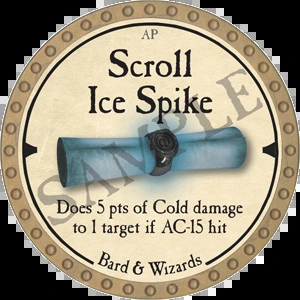 AP
Scroll
Ice Spike
SAMPLE
Does 5 pts of Cold damage
to 1 target if AC-15 hit
Bard & Wizards